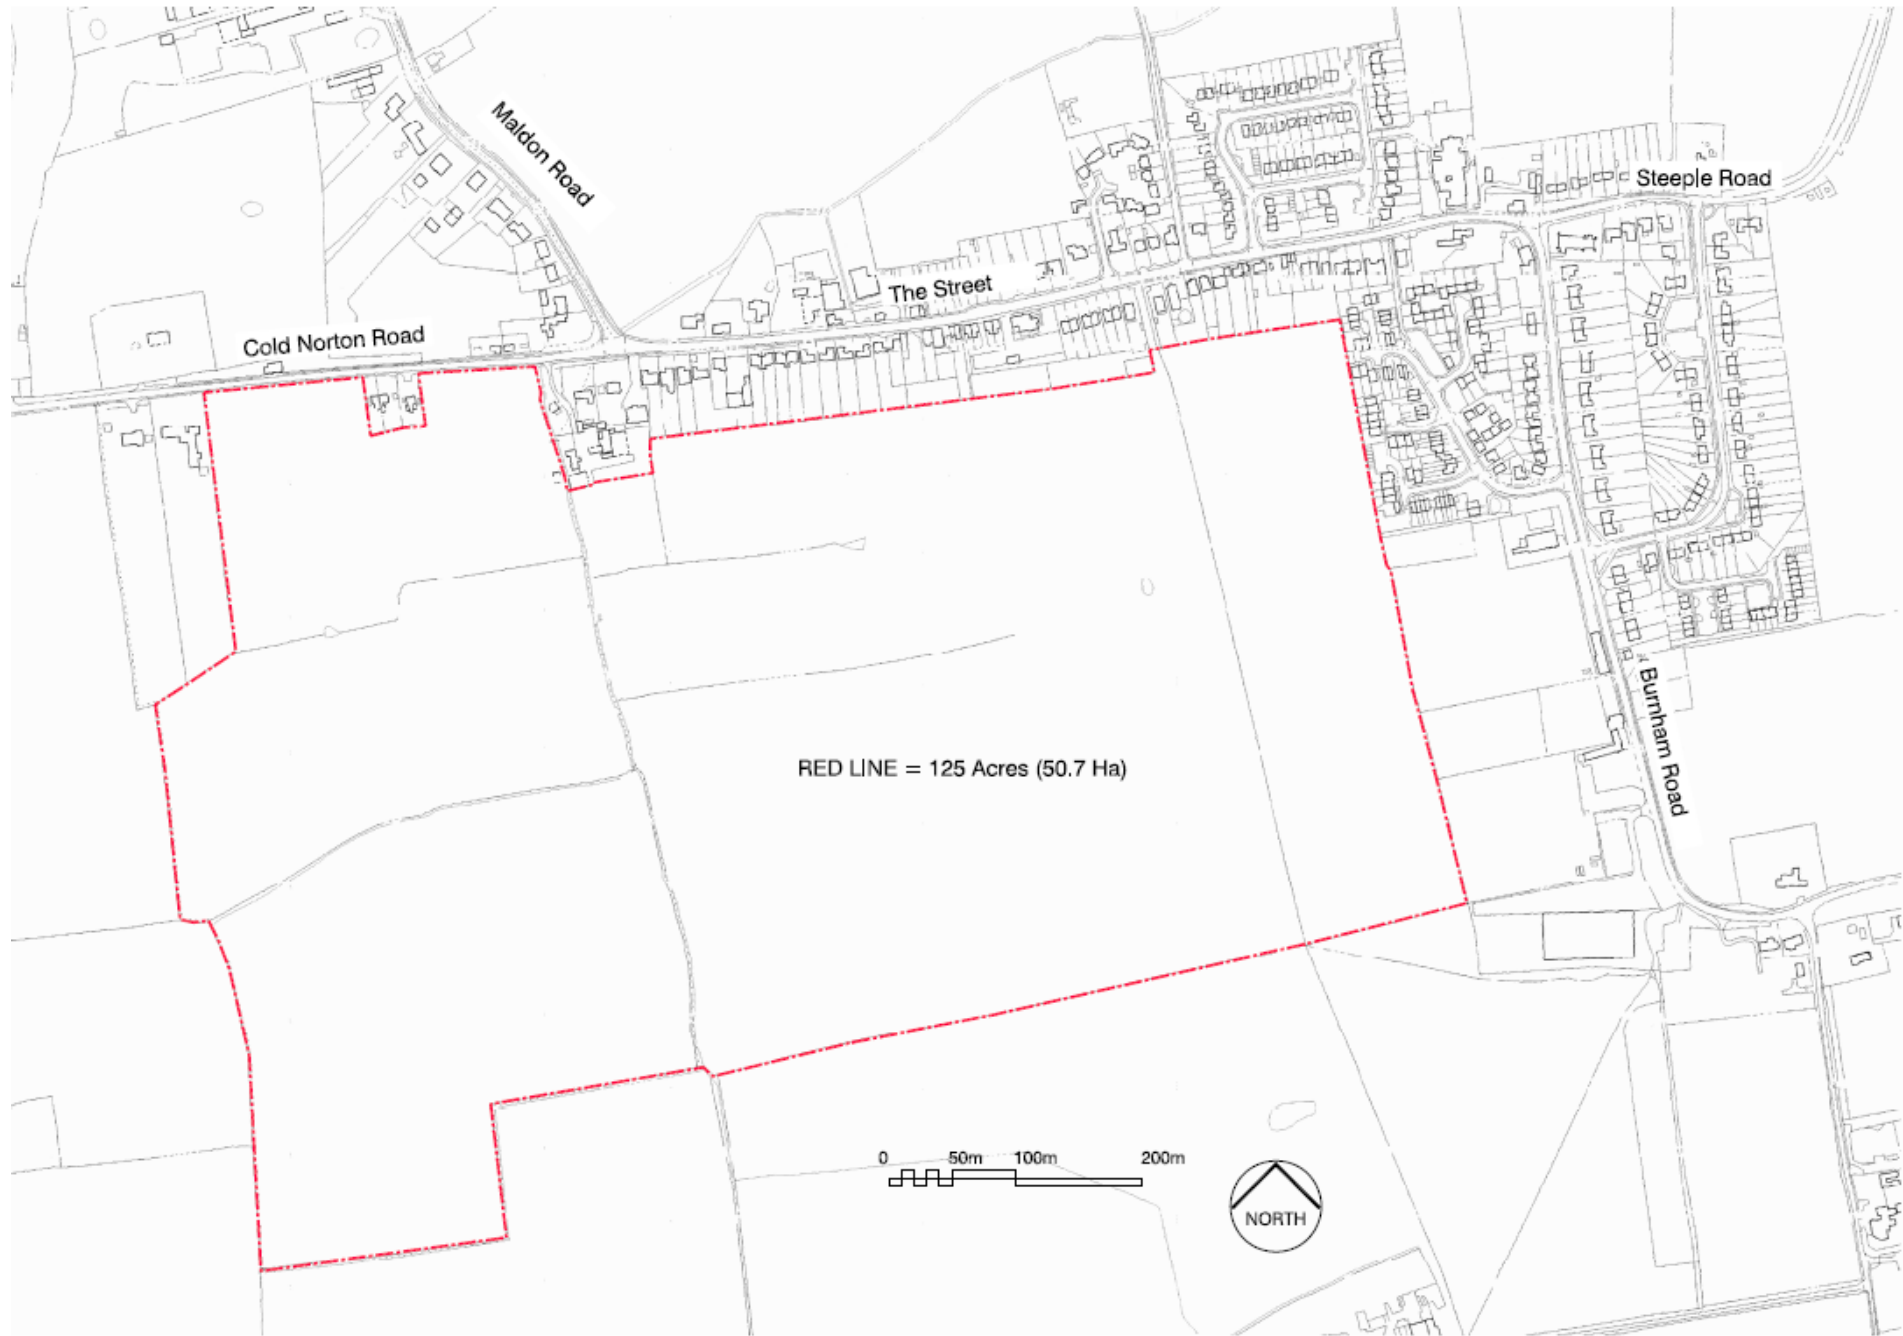 Maldon Road
Steeple Road
The Street
Cold Norton Road
Burnham Road
RED LINE = 125 Acres (50.7 Ha)
0 50m 100m 200m
NORTH